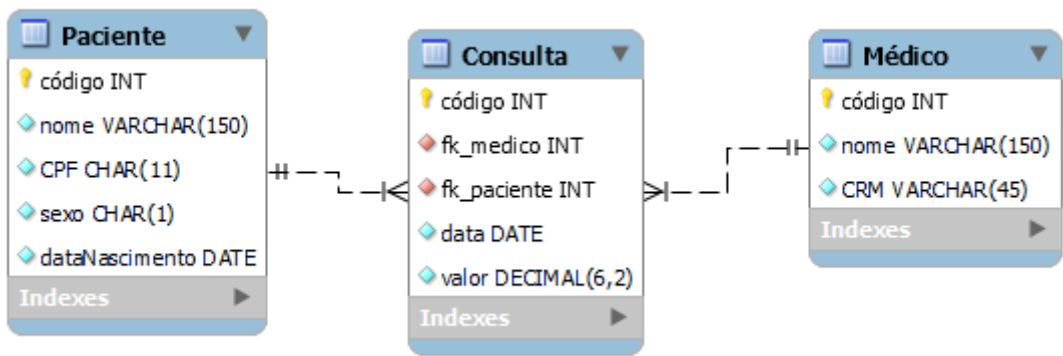 Paciente
código INT
nome VARCHAR(150)
CPF CHAR(11)
sexo CHAR(1)
dataNascimento DATE
Indexes
Consulta
código INT
fk_medico INT
fk_paciente INT
data DATE
valor DECIMAL(6,2)
Indexes
Médico
código INT
nome VARCHAR(150)
CRM VARCHAR(45)
Indexes